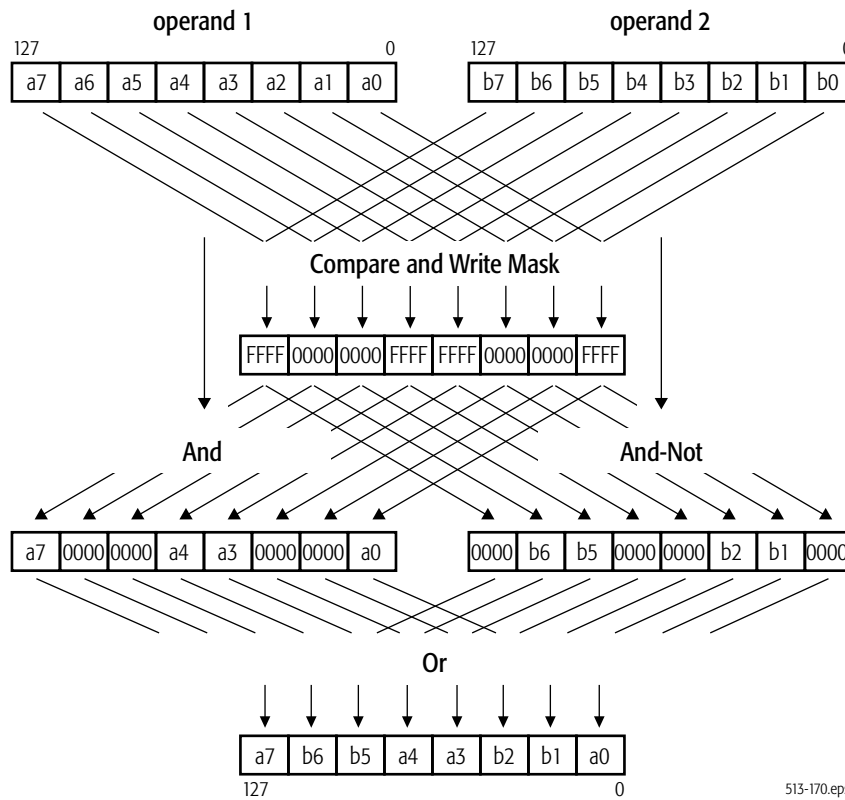 operand 1 operand 2
127 0 127 0
a7 a6 a5 a4 a3 a2 a1 a0 b7 b6 b5 b4 b3 b2 b1 b0
Compare and Write Mask
FFFF 0000 0000 FFFF FFFF 0000 0000 FFFF
And And-Not
a7 0000 0000 a4 a3 0000 0000 a0 0000 b6 b5 0000 0000 b2 b1 0000
Or
a7 b6 b5 a4 a3 b2 b1 a0
127 0
513-170.eps